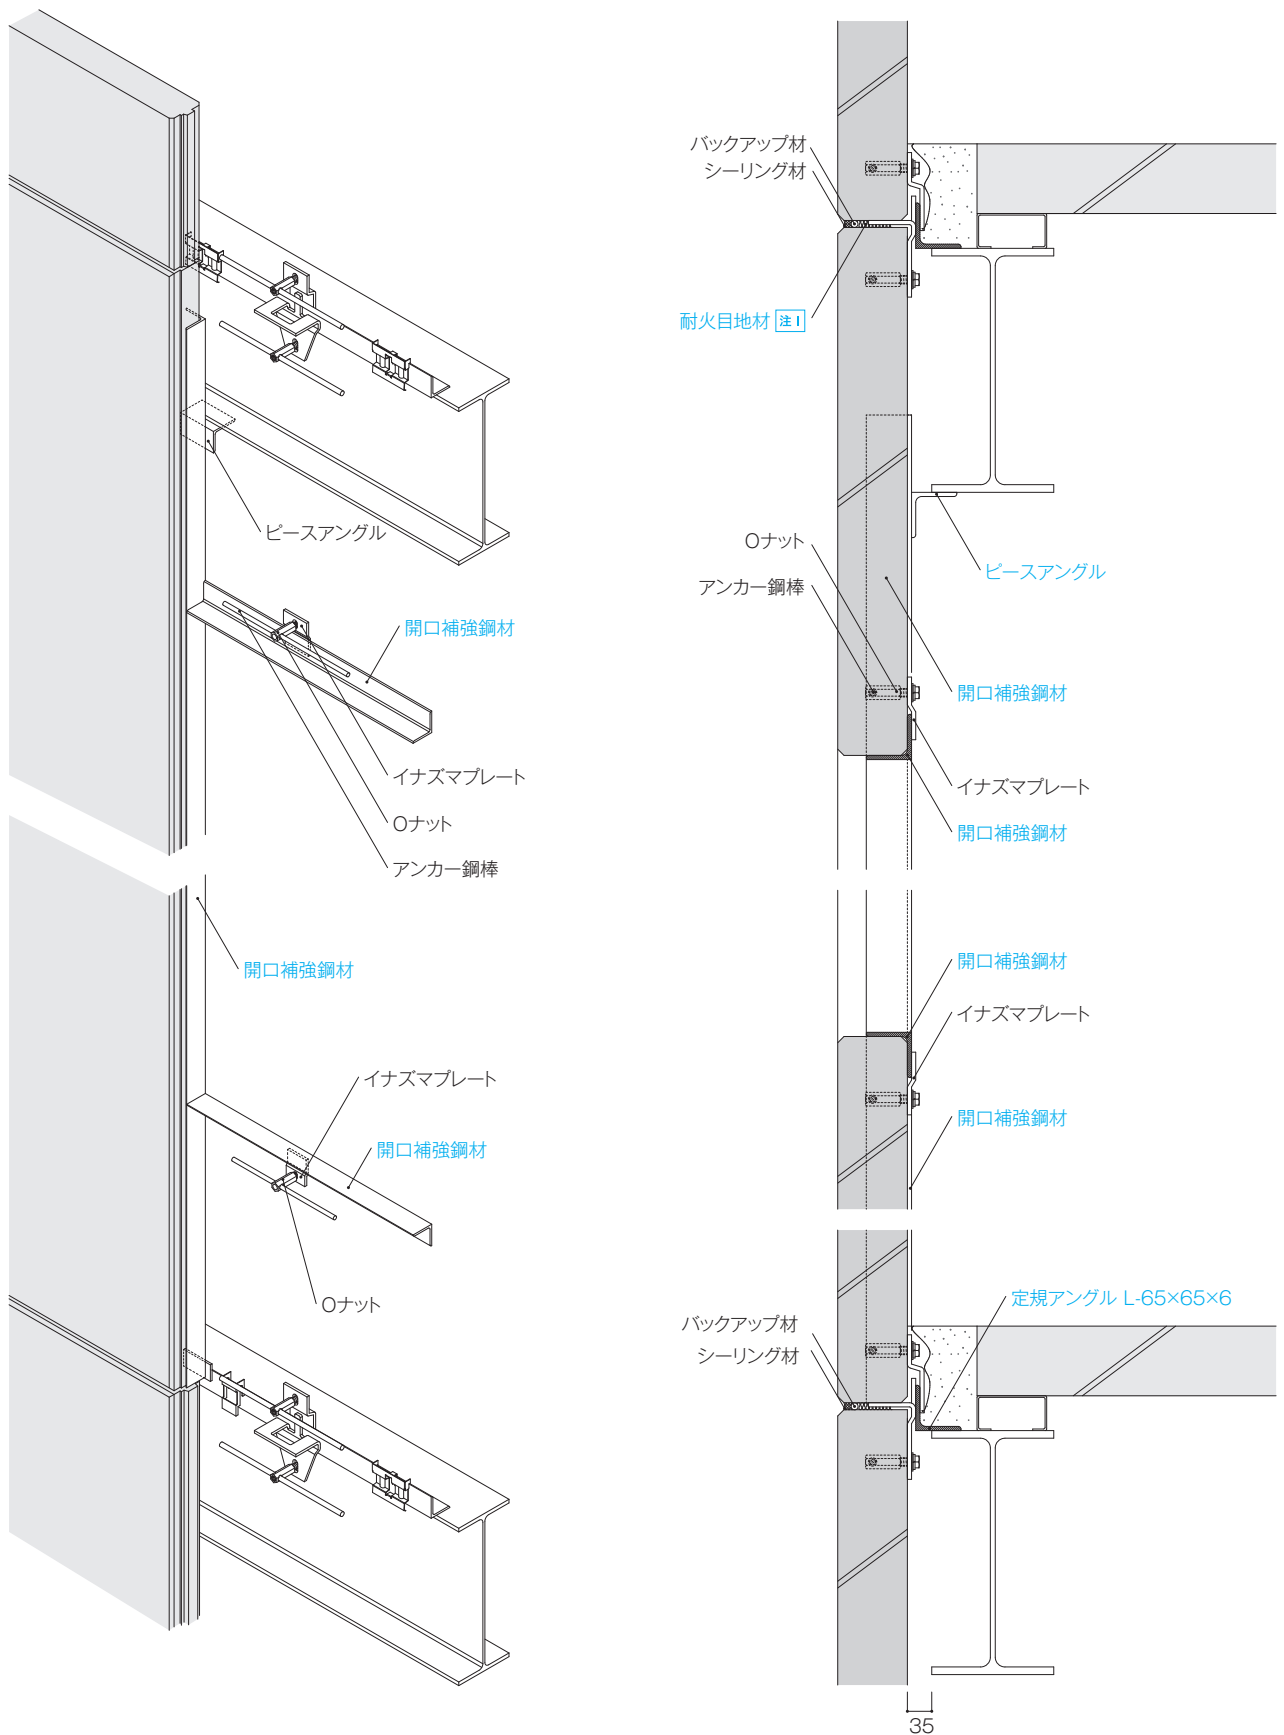 ピースアングル
開口補強鋼材
イナズマプレート
Oナット
アンカー鋼棒
開口補強鋼材
イナズマプレート
開口補強鋼材
Oナット
バックアップ材
シーリング材
耐火目地材 注1
Oナット
アンカー鋼棒
ピースアングル
開口補強鋼材
イナズマプレート
開口補強鋼材
開口補強鋼材
イナズマプレート
開口補強鋼材
定規アングル L-65×65×6
バックアップ材
シーリング材
35